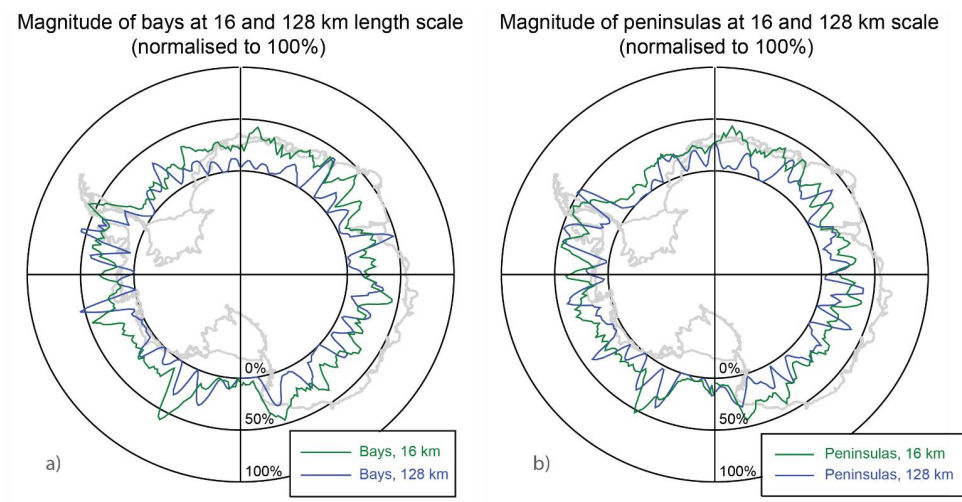 Magnitude of bays at 16 and 128 km length scale
(normalised to 100%)
0%
50%
100%
a)
Bays, 16 km
Bays, 128 km
Magnitude of peninsulas at 16 and 128 km scale
(normalised to 100%)
0%
50%
100%
b)
Peninsulas, 16 km
Peninsulas, 128 km